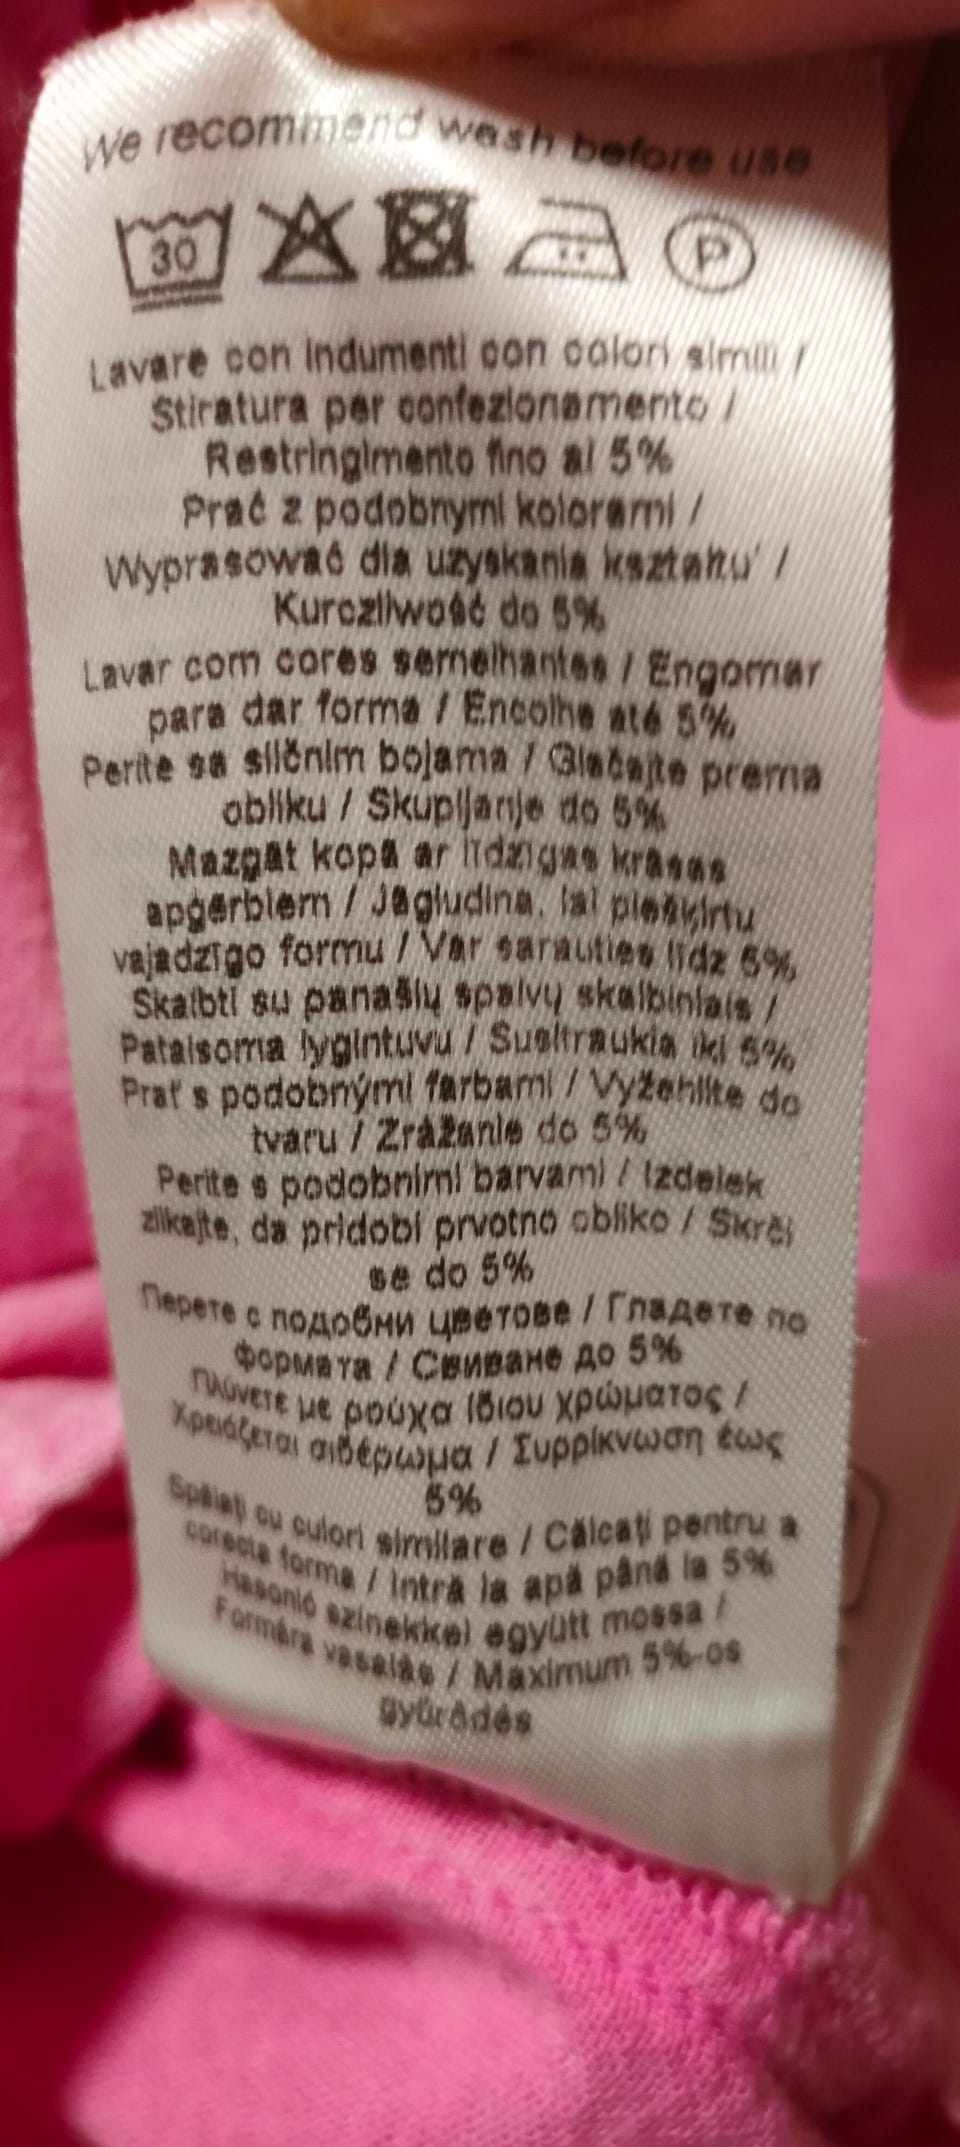 We recommend wash before use
30 P
Lavare con indumenti con colori simili /
Stiratura per confezionamento /
Restringimento fino al 5%
Prać z podobnymi kolorami /
Wyprasować dla uzyskania kształtu' /
Kurczliwość do 5%
Lavar com cores semelhantes / Engomar
para dar forma / Encolhe até 5%
Perite sa sličnim bojama / Glačajte prema
obliku / Skupljanje do 5%
Mazgāt kopā ar līdzīgas krāsas
apģērbiem / Jāgludina, lai piešķirtu
vajadzīgo formu / Var sarauties līdz 5%
Skalbti su panašių spalvų skalbiniais /
Pataisoma lygintuvu / Susitraukia iki 5%
Prať s podobnými farbami / Vyžehlite do
tvaru / Zrážanie do 5%
Perite s podobnimi barvami / Izdelek
zlikajte, da pridobi prvotno obliko / Skrči
se do 5%
Перете с подобни цветове / Гладете по
формата / Свиване до 5%
Πλύνετε με ρούχα ίδιου χρώματος /
Χρειάζεται σιδέρωμα / Συρρίκνωση έως
5%
Spălați cu culori similare / Călcați pentru a
corecta forma / Intră la apă până la 5%
Hasonló színekkel együtt mossa /
Formára vasalás / Maximum 5%-os
gyűrődés